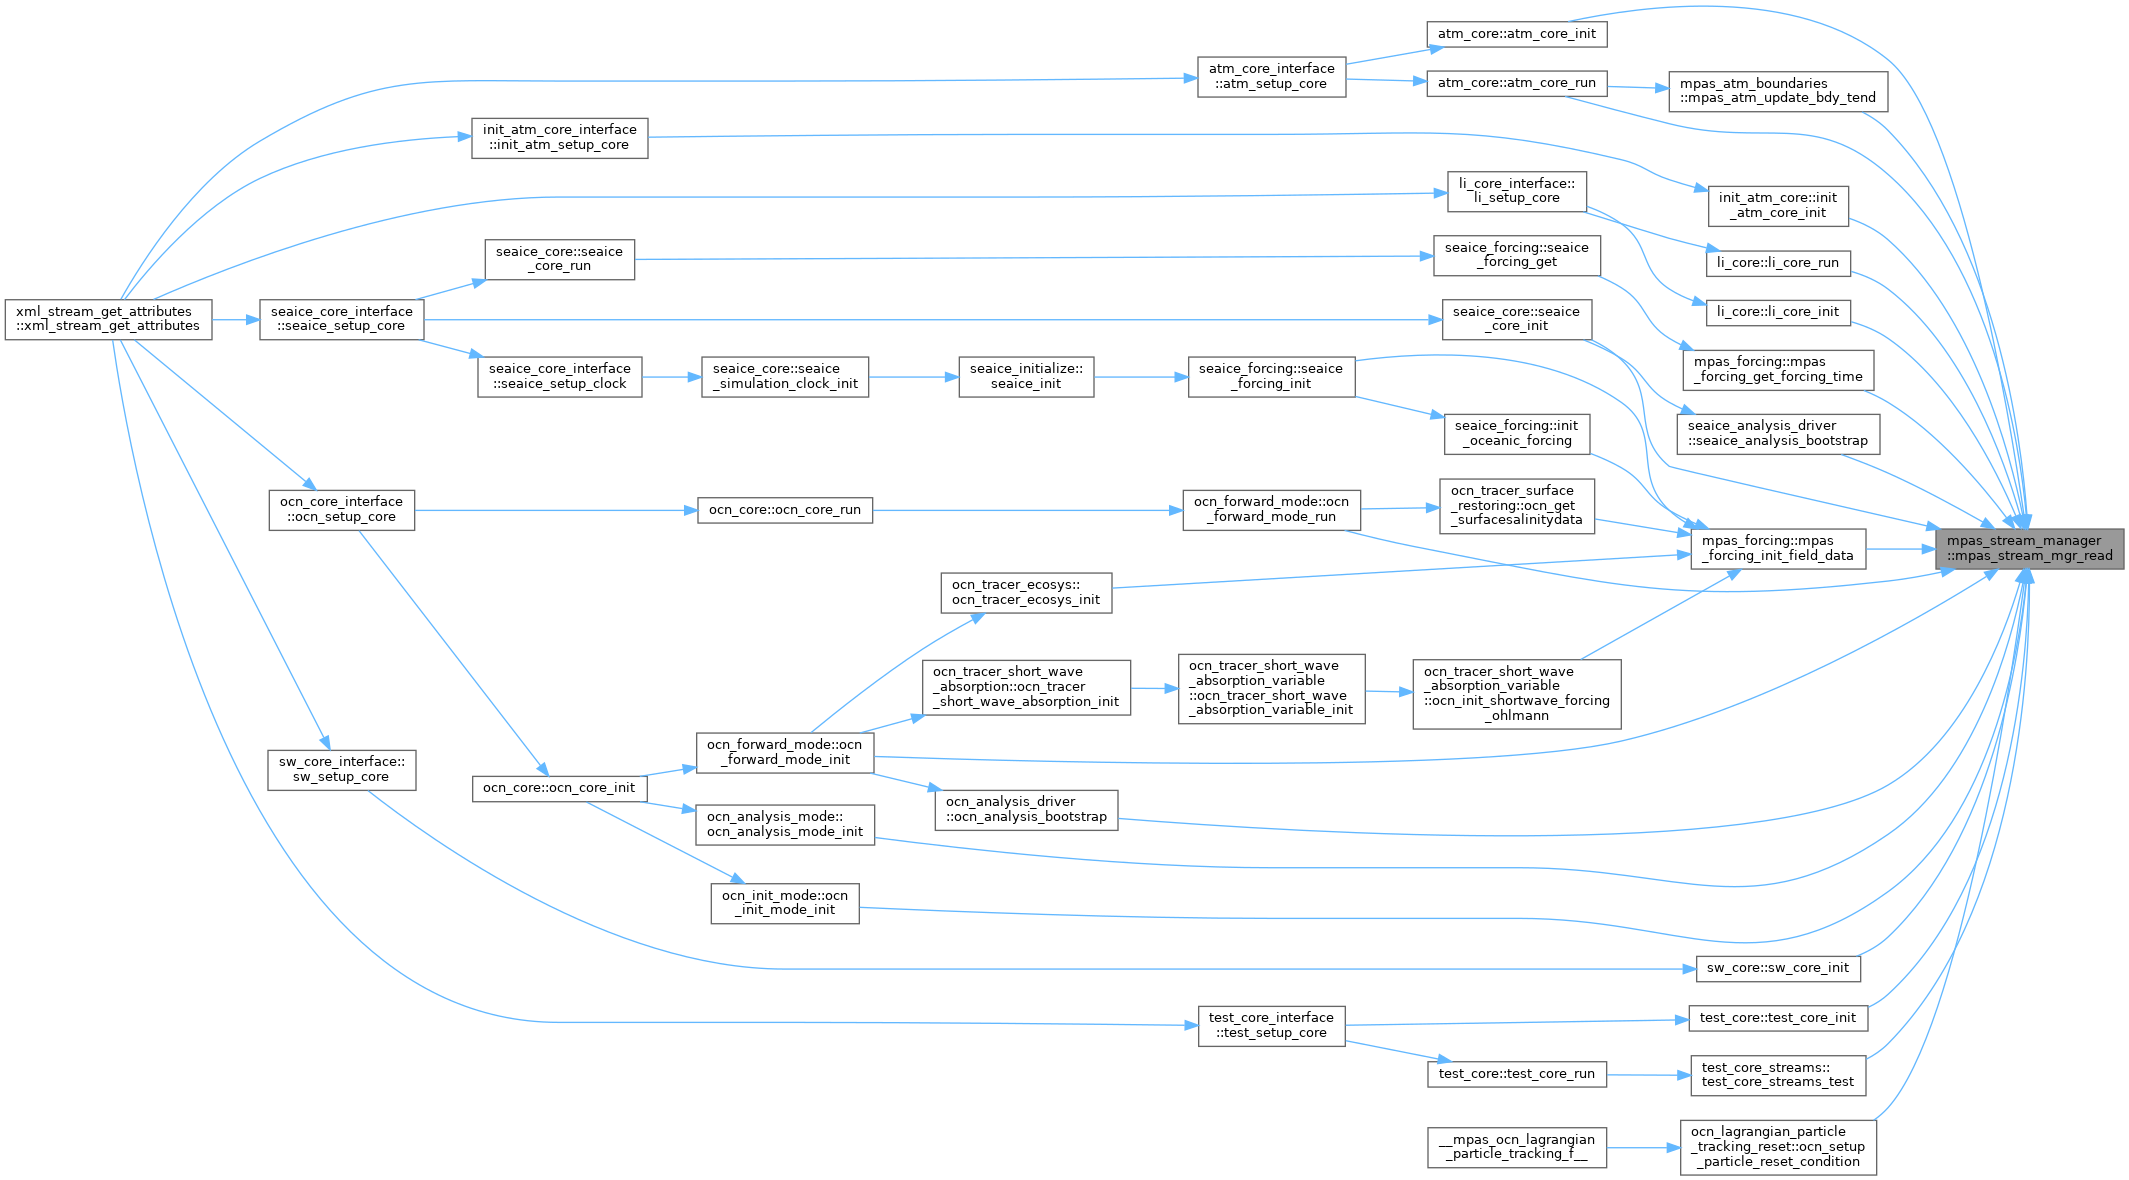 atm_core::atm_core_init
atm_core_interface
::atm_setup_core
atm_core::atm_core_run
mpas_atm_boundaries
::mpas_atm_update_bdy_tend
init_atm_core_interface
::init_atm_setup_core
li_core_interface::
li_setup_core
init_atm_core::init
_atm_core_init
seaice_core::seaice
_core_run
seaice_forcing::seaice
_forcing_get
li_core::li_core_run
xml_stream_get_attributes
::xml_stream_get_attributes
seaice_core_interface
::seaice_setup_core
seaice_core::seaice
_core_init
li_core::li_core_init
seaice_core_interface
::seaice_setup_clock
seaice_core::seaice
_simulation_clock_init
seaice_initialize::
seaice_init
seaice_forcing::seaice
_forcing_init
mpas_forcing::mpas
_forcing_get_forcing_time
seaice_forcing::init
_oceanic_forcing
seaice_analysis_driver
::seaice_analysis_bootstrap
ocn_core_interface
::ocn_setup_core
ocn_core::ocn_core_run
ocn_forward_mode::ocn
_forward_mode_run
ocn_tracer_surface
_restoring::ocn_get
_surfacesalinitydata
mpas_forcing::mpas
_forcing_init_field_data
mpas_stream_manager
::mpas_stream_mgr_read
ocn_tracer_ecosys::
ocn_tracer_ecosys_init
ocn_tracer_short_wave
_absorption::ocn_tracer
_short_wave_absorption_init
ocn_tracer_short_wave
_absorption_variable
::ocn_tracer_short_wave
_absorption_variable_init
ocn_tracer_short_wave
_absorption_variable
::ocn_init_shortwave_forcing
_ohlmann
sw_core_interface::
sw_setup_core
ocn_forward_mode::ocn
_forward_mode_init
ocn_core::ocn_core_init
ocn_analysis_mode::
ocn_analysis_mode_init
ocn_analysis_driver
::ocn_analysis_bootstrap
ocn_init_mode::ocn
_init_mode_init
sw_core::sw_core_init
test_core_interface
::test_setup_core
test_core::test_core_init
test_core::test_core_run
test_core_streams::
test_core_streams_test
__mpas_ocn_lagrangian
_particle_tracking_f__
ocn_lagrangian_particle
_tracking_reset::ocn_setup
_particle_reset_condition